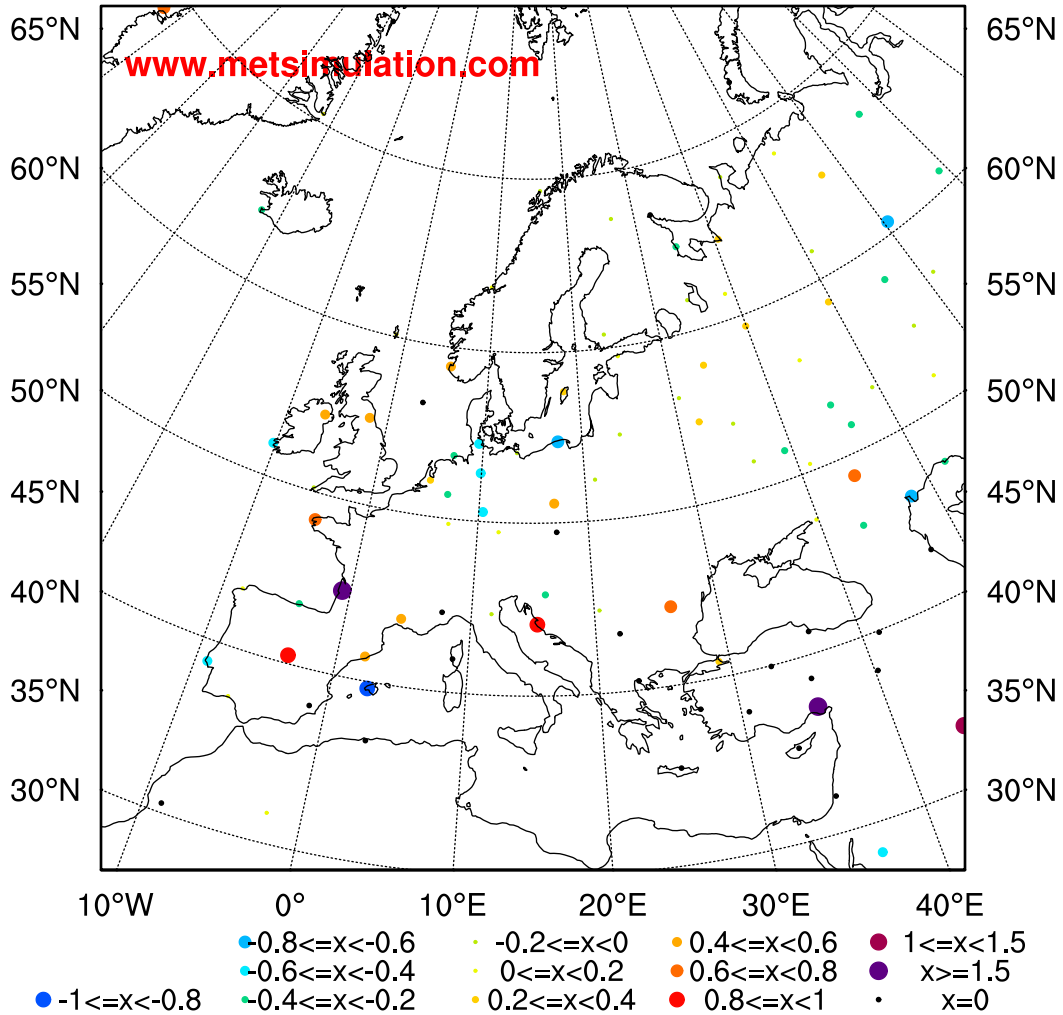 65°N 65°N
www.metsimulation.com
60°N 60°N
55°N 55°N
50°N 50°N
45°N 45°N
40°N 40°N
35°N 35°N
30°N 30°N
10°W 0° 10°E 20°E 30°E 40°E
-0.8<=x<-0.6 -0.2<=x<0 0.4<=x<0.6 1<=x<1.5
-0.6<=x<-0.4 0<=x<0.2 0.6<=x<0.8 x>=1.5
-1<=x<-0.8 -0.4<=x<-0.2 0.2<=x<0.4 0.8<=x<1 x=0